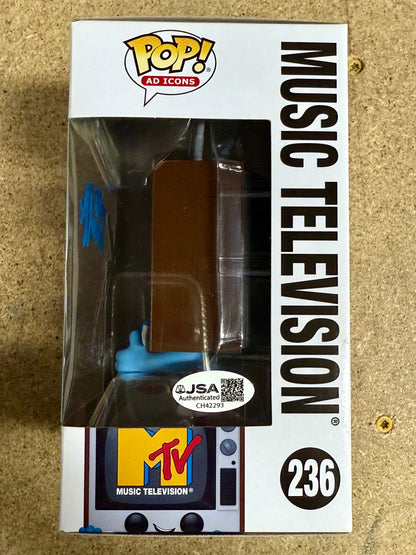 POP!
AD ICONS
MUSIC TELEVISION®
JSA
Authenticated
CH42293
MTV
MUSIC TELEVISION®
236